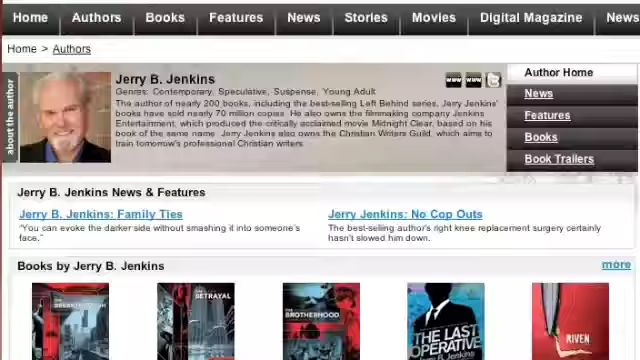 Home Authors Books Features News Stories Movies Digital Magazine News
Home > Authors
about the author
Jerry B. Jenkins
Genres: Contemporary, Speculative, Suspense, Young Adult
The author of nearly 200 books, including the best-selling Left Behind series, Jerry Jenkins'
books have sold nearly 70 million copies. He also owns the filmmaking company Jenkins
Entertainment, which produced the critically acclaimed movie Midnight Clear, based on his
book of the same name. Jerry Jenkins also owns the Christian Writers Guild, which aims to
train tomorrow's professional Christian writers.
www www
Author Home
News
Features
Books
Book Trailers
Jerry B. Jenkins News & Features
Jerry B. Jenkins: Family Ties
"You can evoke the darker side without smashing it into someone's
face."
Jerry Jenkins: No Cop Outs
The best-selling author's right knee replacement surgery certainly
hasn't slowed him down.
Books by Jerry B. Jenkins
more
THE
BETRAYAL
THE
BROTHERHOOD
THE LAST
OPERATIVE
Jenkins
RIVEN